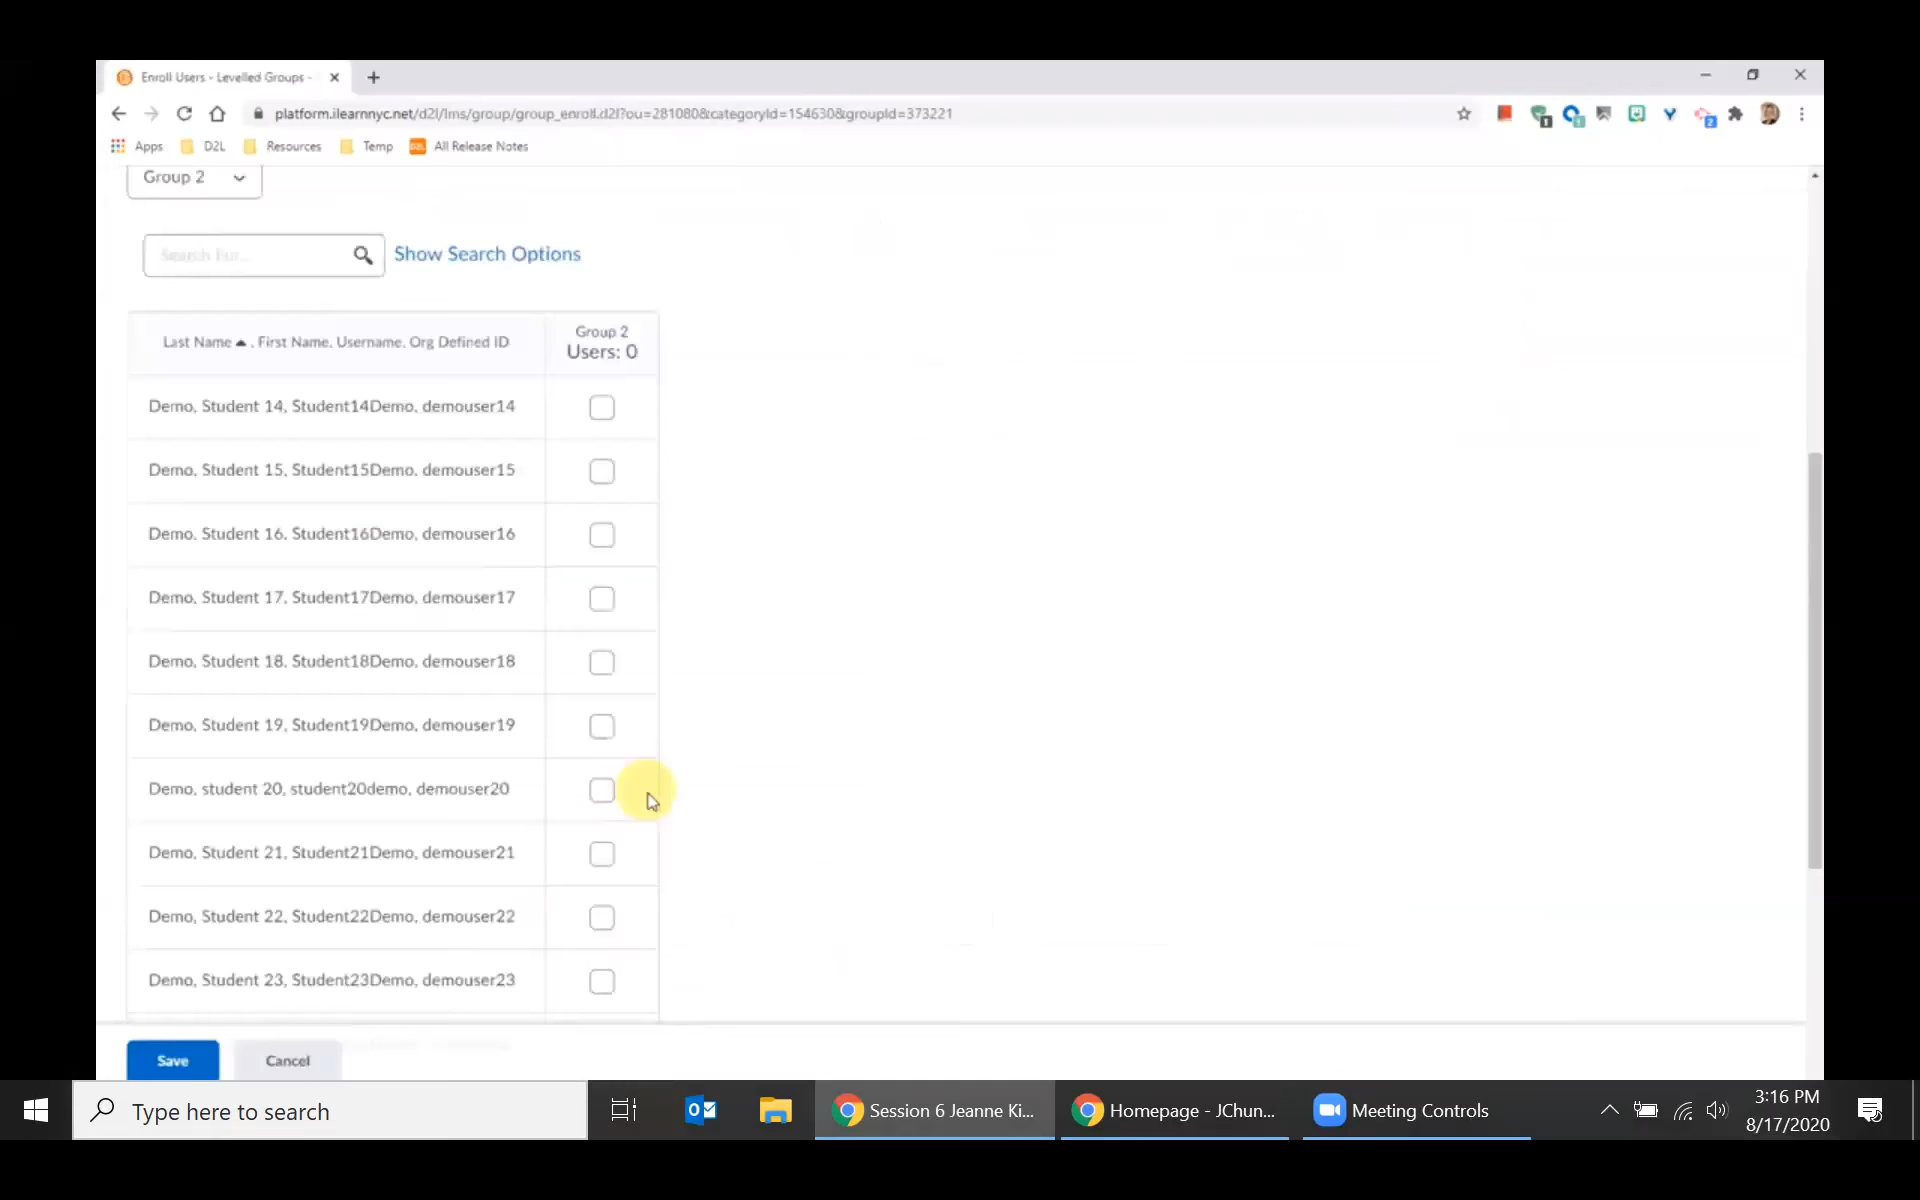 Enroll Users - Levelled Groups -
platform.ilearnnyc.net/d2l/lms/group/group_enroll.d2l?ou=281080&categoryId=154630&groupId=373221
Apps D2L Resources Temp All Release Notes
Group 2
Search For... Show Search Options
Last Name , First Name, Username, Org Defined ID
Group 2
Users: 0
Demo, Student 14, Student14Demo, demouser14
Demo, Student 15, Student15Demo, demouser15
Demo, Student 16, Student16Demo, demouser16
Demo, Student 17, Student17Demo, demouser17
Demo, Student 18, Student18Demo, demouser18
Demo, Student 19, Student19Demo, demouser19
Demo, student 20, student20demo, demouser20
Demo, Student 21, Student21Demo, demouser21
Demo, Student 22, Student22Demo, demouser22
Demo, Student 23, Student23Demo, demouser23
Save Cancel
Type here to search
Session 6 Jeanne Ki...
Homepage - JChun...
Meeting Controls
3:16 PM
8/17/2020